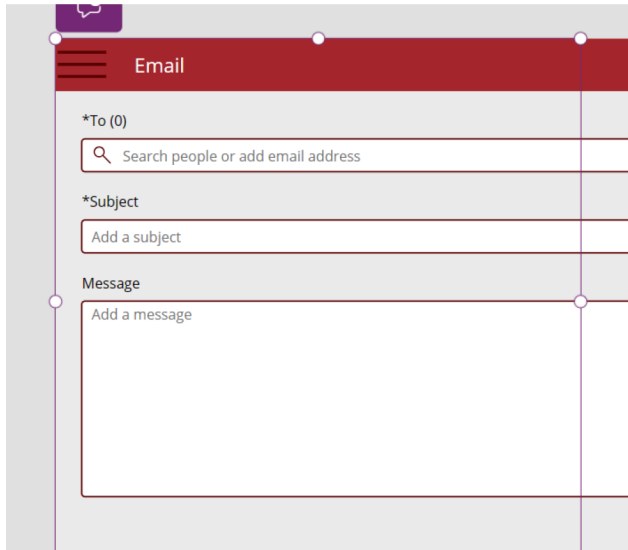 Email
*To (0)
Search people or add email address
*Subject
Add a subject
Message
Add a message